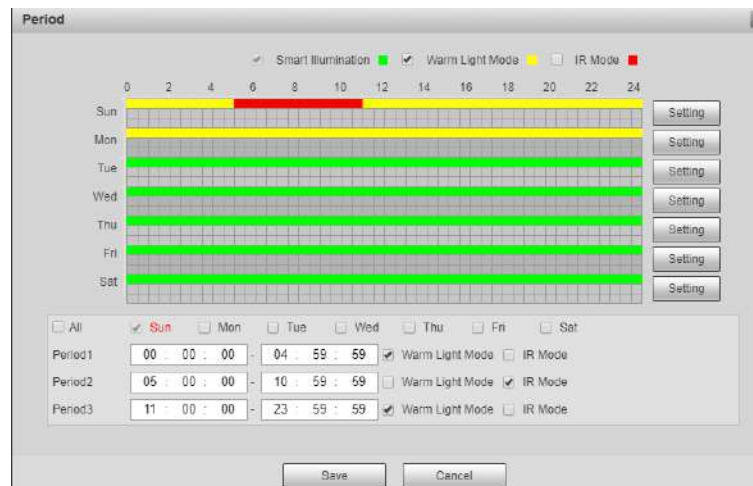 Period
Smart Illumination Warm Light Mode IR Mode
0 2 4 6 8 10 12 14 16 18 20 22 24
Sun Setting
Mon Setting
Tue Setting
Wed Setting
Thu Setting
Fri Setting
Sat Setting
All Sun Mon Tue Wed Thu Fri Sat
Period1 00 : 00 : 00 - 04 : 59 : 59 Warm Light Mode IR Mode
Period2 05 : 00 : 00 - 10 : 59 : 59 Warm Light Mode IR Mode
Period3 11 : 00 : 00 - 23 : 59 : 59 Warm Light Mode IR Mode
Save Cancel